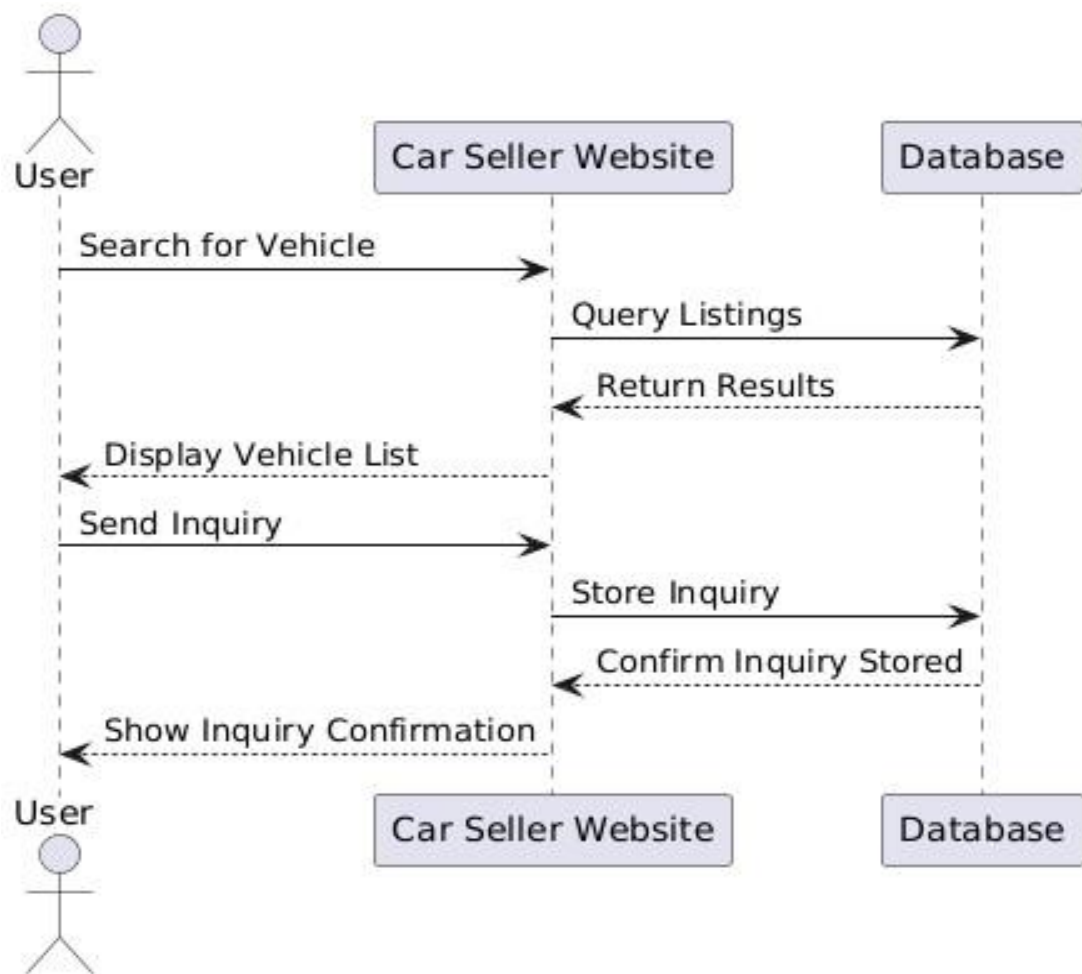 User
Car Seller Website
Database
Search for Vehicle
Query Listings
Return Results
Display Vehicle List
Send Inquiry
Store Inquiry
Confirm Inquiry Stored
Show Inquiry Confirmation
User
Car Seller Website
Database